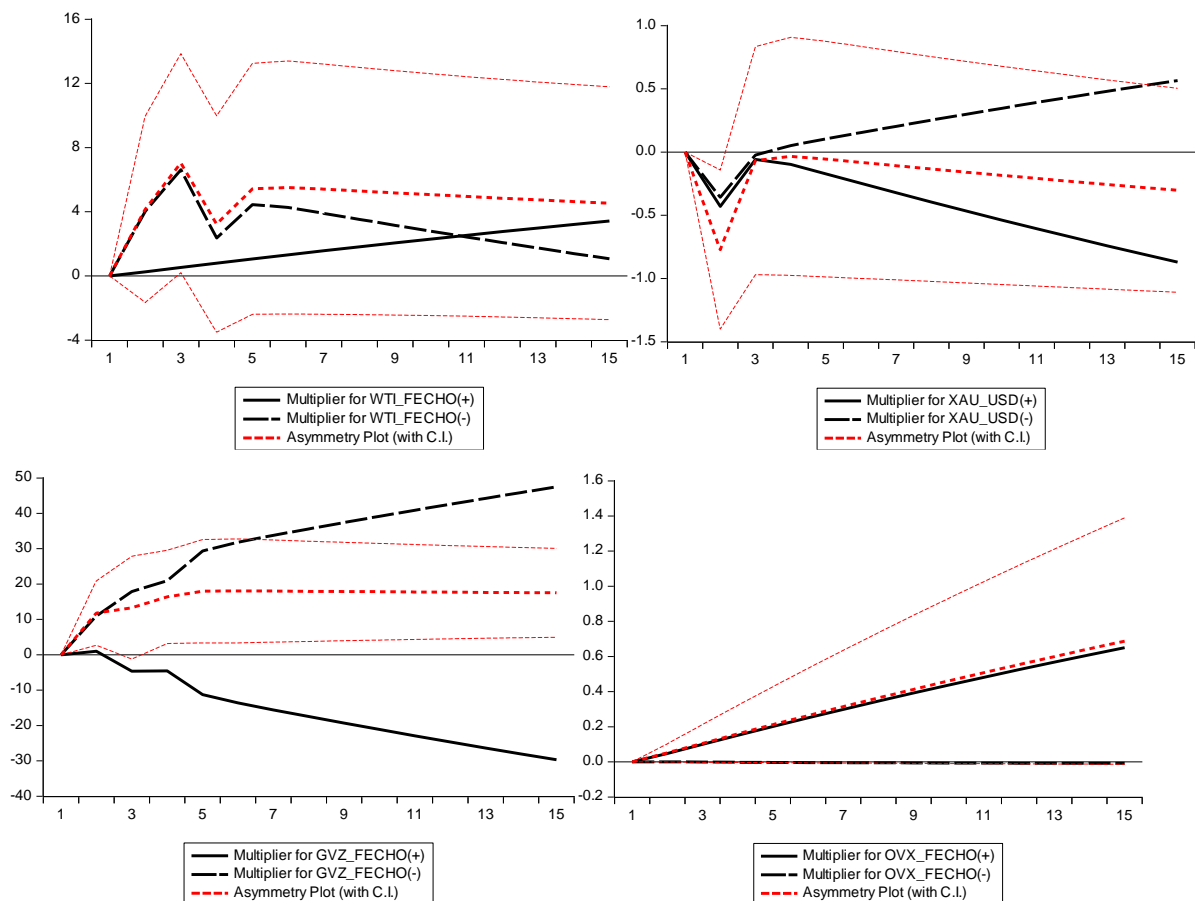 16
12
8
4
0
-4
1 3 5 7 9 11 13 15
Multiplier for WTI_FECHO(+)
Multiplier for WTI_FECHO(-)
Asymmetry Plot (with C.I.)
1.0
0.5
0.0
-0.5
-1.0
-1.5
1 3 5 7 9 11 13 15
Multiplier for XAU_USD(+)
Multiplier for XAU_USD(-)
Asymmetry Plot (with C.I.)
50
40
30
20
10
0
-10
-20
-30
-40
1 3 5 7 9 11 13 15
Multiplier for GVZ_FECHO(+)
Multiplier for GVZ_FECHO(-)
Asymmetry Plot (with C.I.)
1.6
1.4
1.2
1.0
0.8
0.6
0.4
0.2
0.0
-0.2
1 3 5 7 9 11 13 15
Multiplier for OVX_FECHO(+)
Multiplier for OVX_FECHO(-)
Asymmetry Plot (with C.I.)